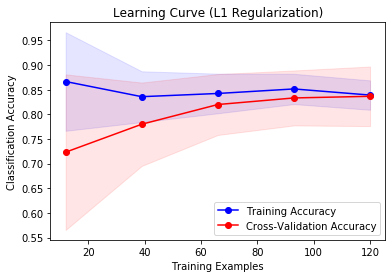 Learning Curve (L1 Regularization)
Classification Accuracy
0.95
0.90
0.85
0.80
0.75
0.70
0.65
0.60
0.55
20 40 60 80 100 120
Training Examples
Training Accuracy
Cross-Validation Accuracy